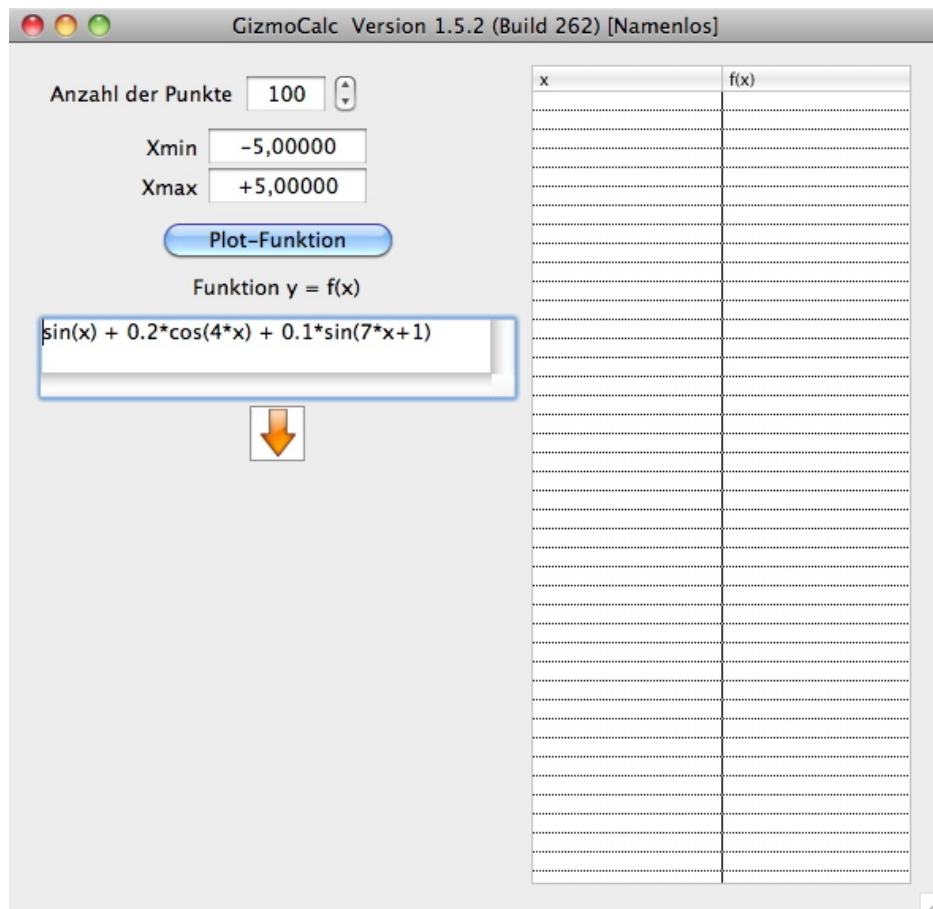 GizmoCalc Version 1.5.2 (Build 262) [Namenlos]
Anzahl der Punkte 100
Xmin -5,00000
Xmax +5,00000
Plot-Funktion
Funktion y = f(x)
sin(x) + 0.2*cos(4*x) + 0.1*sin(7*x+1)
x f(x)